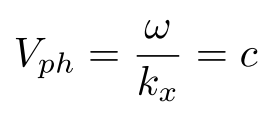 $V_{ph} = \frac{\omega}{k_x} = c$